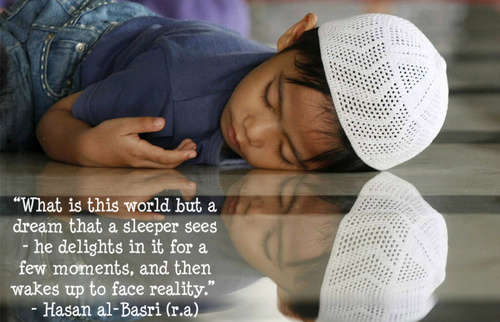 “What is this world but a
dream that a sleeper sees
- he delights in it for a
few moments, and then
wakes up to face reality.”
- Hasan al-Basri (r.a)